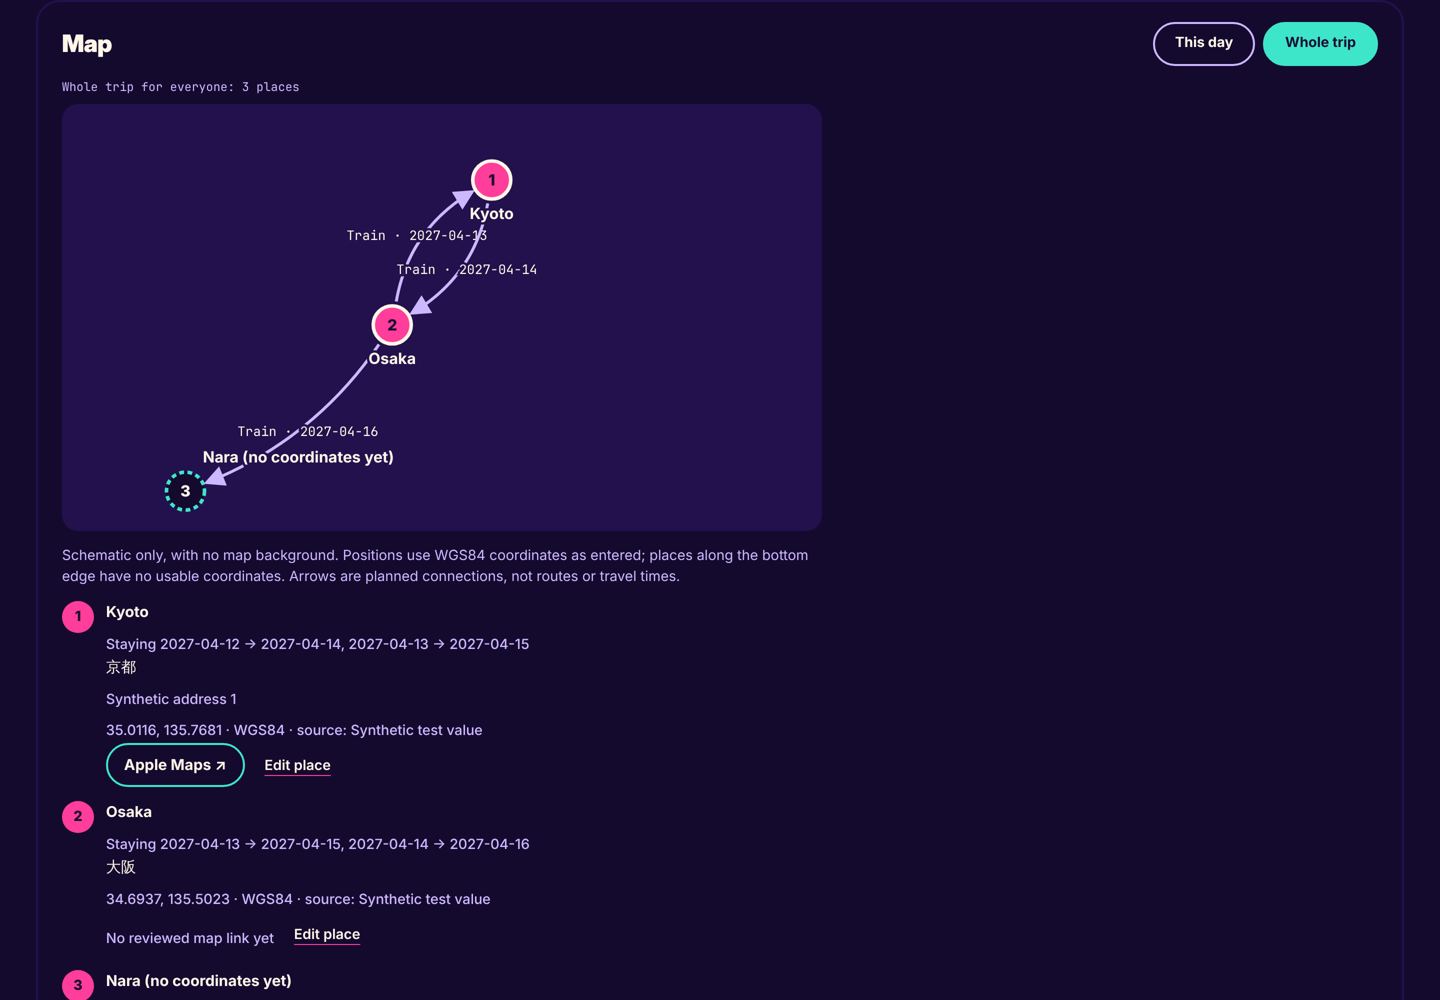 Map
This day
Whole trip
Whole trip for everyone: 3 places
1
Kyoto
Train · 2027-04-13
Train · 2027-04-14
2
Osaka
Train · 2027-04-16
Nara (no coordinates yet)
3
Schematic only, with no map background. Positions use WGS84 coordinates as entered; places along the bottom
edge have no usable coordinates. Arrows are planned connections, not routes or travel times.
1
Kyoto
Staying 2027-04-12 → 2027-04-14, 2027-04-13 → 2027-04-15
京都
Synthetic address 1
35.0116, 135.7681 · WGS84 · source: Synthetic test value
Apple Maps ↗
Edit place
2
Osaka
Staying 2027-04-13 → 2027-04-15, 2027-04-14 → 2027-04-16
大阪
34.6937, 135.5023 · WGS84 · source: Synthetic test value
No reviewed map link yet
Edit place
3
Nara (no coordinates yet)